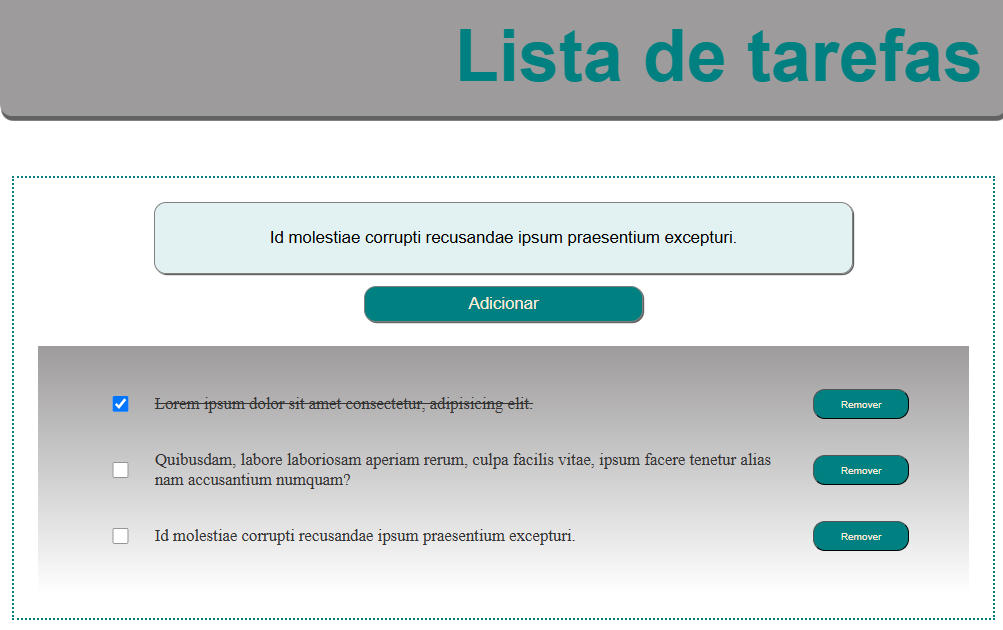 Lista de tarefas
Id molestiae corrupti recusandae ipsum praesentium excepturi.
Adicionar
Lorem ipsum dolor sit amet consectetur, adipisicing elit.
Remover
Quibusdam, labore laboriosam aperiam rerum, culpa facilis vitae, ipsum facere tenetur alias
nam accusantium numquam?
Remover
Id molestiae corrupti recusandae ipsum praesentium excepturi.
Remover